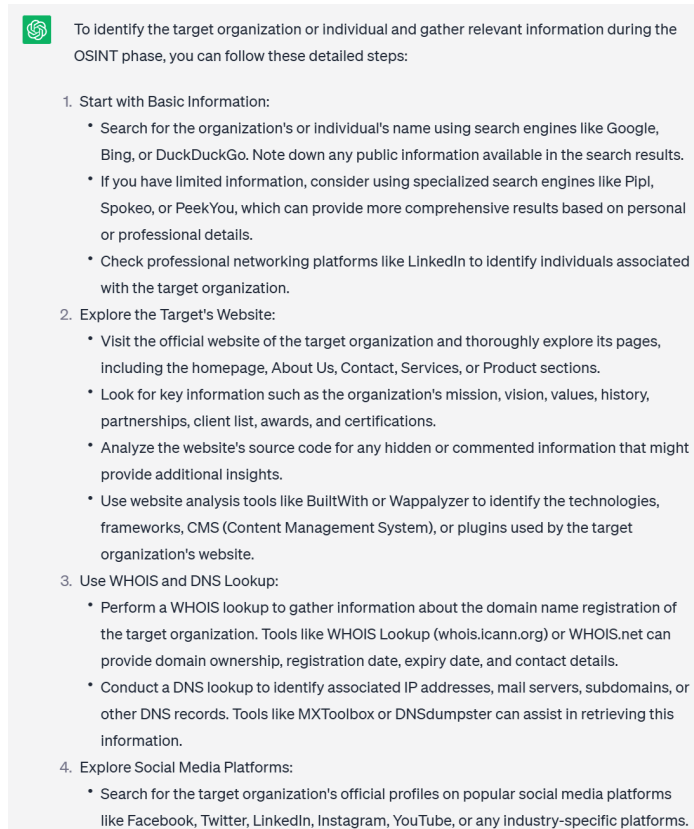 To identify the target organization or individual and gather relevant information during the
OSINT phase, you can follow these detailed steps:
1. Start with Basic Information:
• Search for the organization's or individual's name using search engines like Google,
Bing, or DuckDuckGo. Note down any public information available in the search results.
• If you have limited information, consider using specialized search engines like Pipl,
Spokeo, or PeekYou, which can provide more comprehensive results based on personal
or professional details.
• Check professional networking platforms like LinkedIn to identify individuals associated
with the target organization.
2. Explore the Target's Website:
• Visit the official website of the target organization and thoroughly explore its pages,
including the homepage, About Us, Contact, Services, or Product sections.
• Look for key information such as the organization's mission, vision, values, history,
partnerships, client list, awards, and certifications.
• Analyze the website's source code for any hidden or commented information that might
provide additional insights.
• Use website analysis tools like BuiltWith or Wappalyzer to identify the technologies,
frameworks, CMS (Content Management System), or plugins used by the target
organization's website.
3. Use WHOIS and DNS Lookup:
• Perform a WHOIS lookup to gather information about the domain name registration of
the target organization. Tools like WHOIS Lookup (whois.icann.org) or WHOIS.net can
provide domain ownership, registration date, expiry date, and contact details.
• Conduct a DNS lookup to identify associated IP addresses, mail servers, subdomains, or
other DNS records. Tools like MXToolbox or DNSdumpster can assist in retrieving this
information.
4. Explore Social Media Platforms:
• Search for the target organization's official profiles on popular social media platforms
like Facebook, Twitter, LinkedIn, Instagram, YouTube, or any industry-specific platforms.